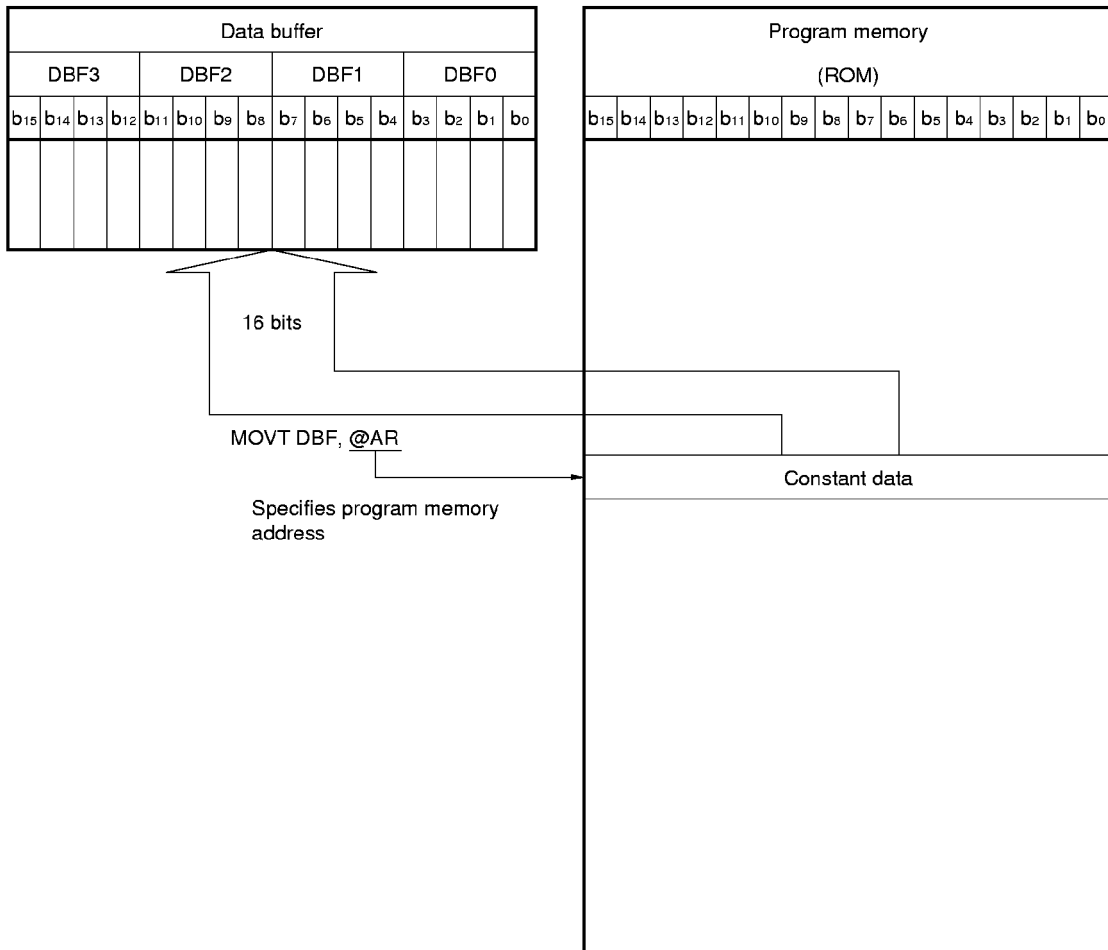 Data buffer
DBF3 DBF2 DBF1 DBF0
b15 b14 b13 b12 b11 b10 b9 b8 b7 b6 b5 b4 b3 b2 b1 b0
Program memory
(ROM)
b15 b14 b13 b12 b11 b10 b9 b8 b7 b6 b5 b4 b3 b2 b1 b0
16 bits
MOVT DBF, @AR
Constant data
Specifies program memory
address